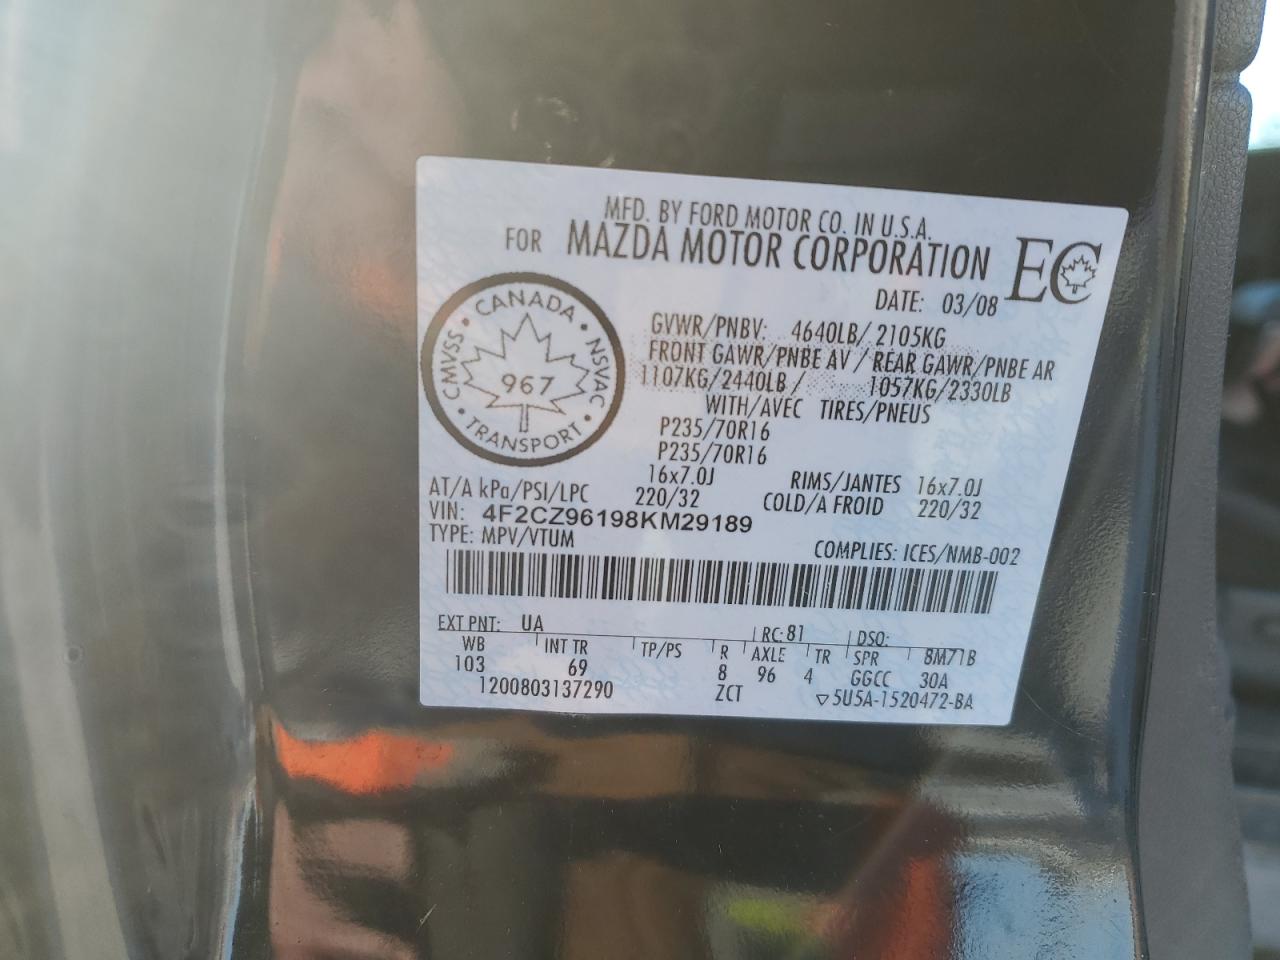 MFD. BY FORD MOTOR CO. IN U.S.A.
FOR MAZDA MOTOR CORPORATION EC
DATE: 03/08
CANADA
CMVSS NSVAC
967
TRANSPORT
GVWR/PNBV: 4640LB/ 2105KG
FRONT GAWR/PNBE AV / REAR GAWR/PNBE AR
1107KG/2440LB / 1057KG/2330LB
WITH/AVEC TIRES/PNEUS
P235/70R16
P235/70R16
16x7.0J RIMS/JANTES 16x7.0J
AT/A kPa/PSI/LPC 220/32 COLD/A FROID 220/32
VIN: 4F2CZ96198KM29189
TYPE: MPV/VTUM COMPLIES: ICES/NMB-002
EXT PNT: UA RC: 81 DSO:
WB INT TR TP/PS R AXLE TR SPR 8M71B
103 69 8 96 4 GGCC 30A
1200803137290 ZCT ▽5U5A-1520472-BA